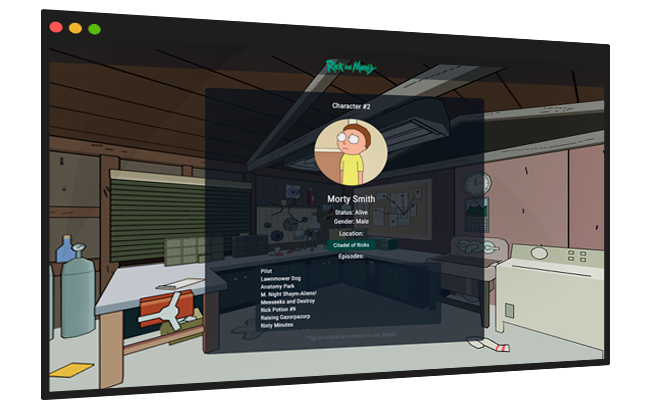 Rick and Morty
Character #2
Morty Smith
Status: Alive
Gender: Male
Location:
Citadel of Ricks
Episodes:
Pilot
Lawnmower Dog
Anatomy Park
M. Night Shaym-Aliens!
Meeseeks and Destroy
Rick Potion #9
Raising Gazorpazorp
Rixty Minutes